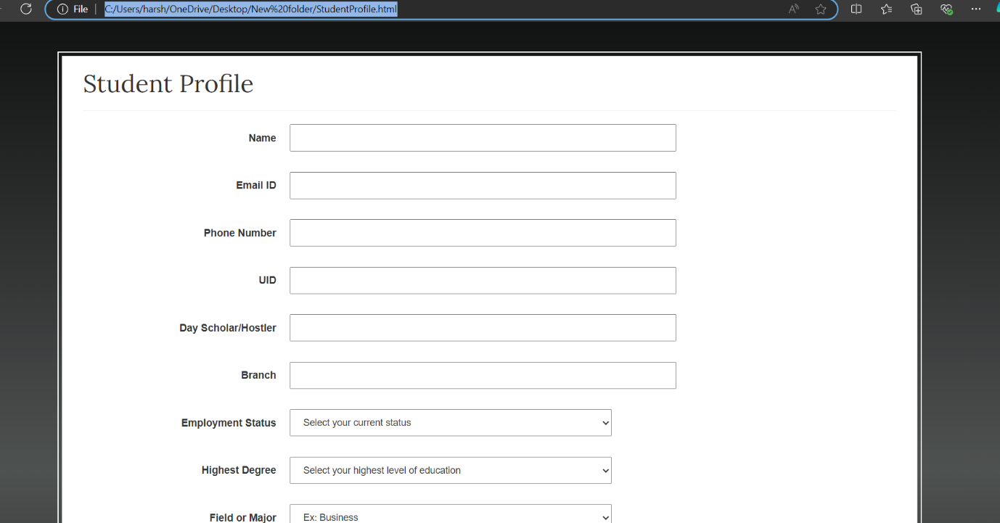 File C:/Users/harsh/OneDrive/Desktop/New%20folder/StudentProfile.html
Student Profile
Name
Email ID
Phone Number
UID
Day Scholar/Hostler
Branch
Employment Status Select your current status
Highest Degree Select your highest level of education
Field or Major Ex: Business